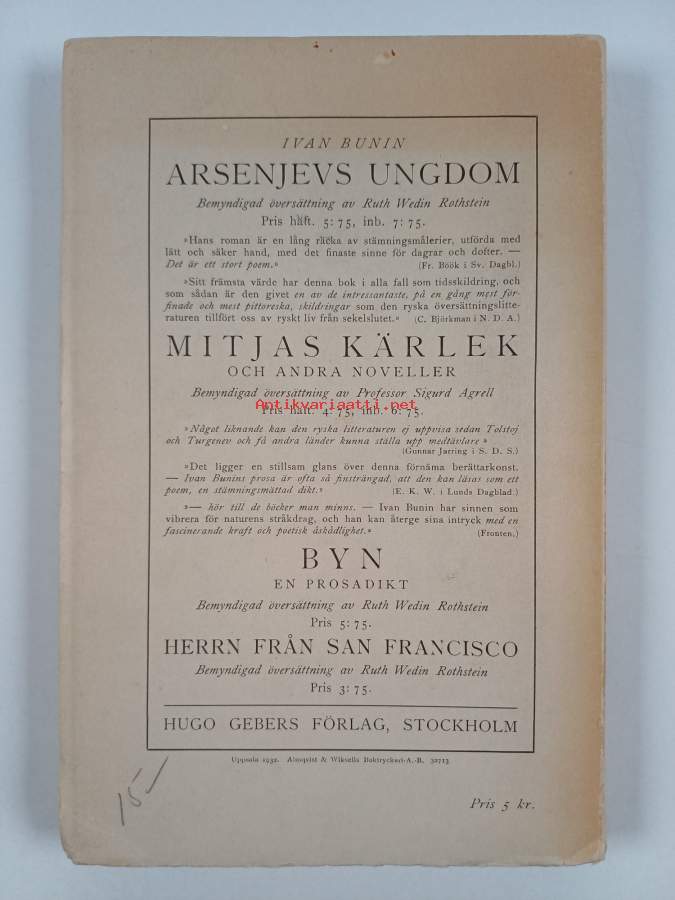 IVAN BUNIN
ARSENJEVS UNGDOM
Bemyndigad översättning av Ruth Wedin Rothstein
Pris häft. 5: 75, inb. 7: 75.
»Hans roman är en lång räcka av stämningsmålerier, utförda med
lätt och säker hand, med det finaste sinne för dagrar och dofter. —
Det är ett stort poem.« (Fr. Böök i Sv. Dagbl.)
»Sitt främsta värde har denna bok i alla fall som tidsskildring, och
som sådan är den givet en av de intressantaste, på en gång mest för-
finade och mest pittoreska, skildringar som den ryska översättningslitte-
raturen tillfört oss av ryskt liv från sekelslutet.« (C. Björkman i N. D. A.)
MITJAS KÄRLEK
OCH ANDRA NOVELLER
Bemyndigad översättning av Professor Sigurd Agrell
Antikvariaatti.net
Pris häft. 4: 75, inb. 6: 75.
»Något liknande kan den ryska litteraturen ej uppvisa sedan Tolstoj
och Turgenev och få andra länder kunna ställa upp medtävlare »
(Gunnar Jarring i S. D. S.)
»Det ligger en stillsam glans över denna förnäma berättarkonst.
— Ivan Bunins prosa är ofta så finsträngad, att den kan läsas som ett
poem, en stämningsmättad dikt.« (E. K. W. i Lunds Dagblad.)
»— hör till de böcker man minns. — Ivan Bunin har sinnen som
vibrera för naturens stråkdrag, och han kan återge sina intryck med en
fascinerande kraft och poetisk åskådlighet.« (Fronten.)
BYN
EN PROSADIKT
Bemyndigad översättning av Ruth Wedin Rothstein
Pris 5: 75.
HERRN FRÅN SAN FRANCISCO
Bemyndigad översättning av Ruth Wedin Rothstein
Pris 3: 75.
HUGO GEBERS FÖRLAG, STOCKHOLM
Uppsala 1932. Almqvist & Wiksells Boktryckeri-A.-B. 32713
15-
Pris 5 kr.